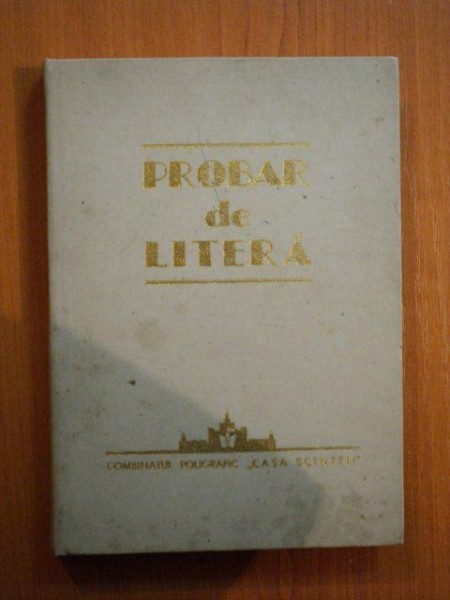 PROBAR
de
LITERĂ
COMBINATUL POLIGRAFIC „CASA SCÎNTEII”